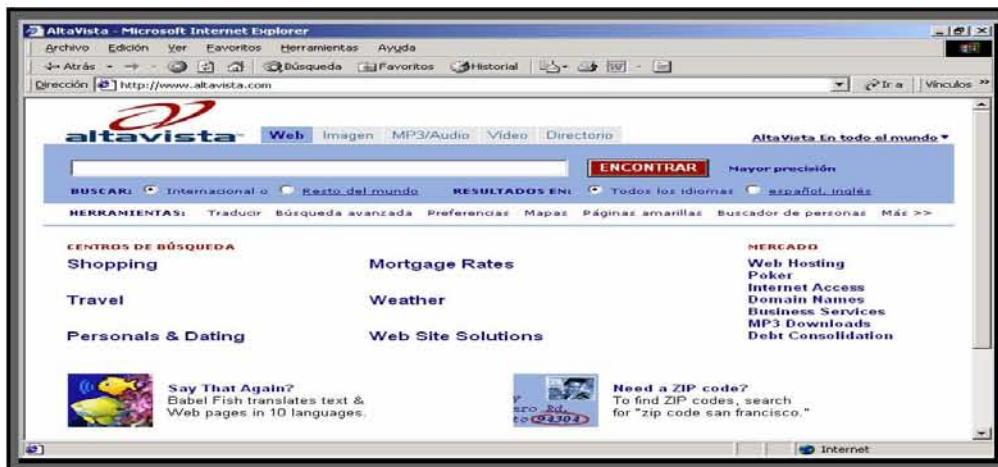 AltaVista - Microsoft Internet Explorer
Archivo Edición Ver Favoritos Herramientas Ayuda
Atrás Búsqueda Favoritos Historial
Dirección http://www.altavista.com Ir a Vínculos »
altavista Web Imagen MP3/Audio Video Directorio AltaVista En todo el mundo
ENCONTRAR Mayor precisión
BUSCAR: Internacional o Resto del mundo RESULTADOS EN: Todos los idiomas español, inglés
HERRAMIENTAS: Traducir Búsqueda avanzada Preferencias Mapas Páginas amarillas Buscador de personas Más >>
CENTROS DE BÚSQUEDA
Shopping Mortgage Rates
Travel Weather
Personals & Dating Web Site Solutions
MERCADO
Web Hosting
Poker
Internet Access
Domain Names
Business Services
MP3 Downloads
Debt Consolidation
Say That Again?
Babel Fish translates text &
Web pages in 10 languages.
94304
Need a ZIP code?
To find ZIP codes, search
for "zip code san francisco."
Internet